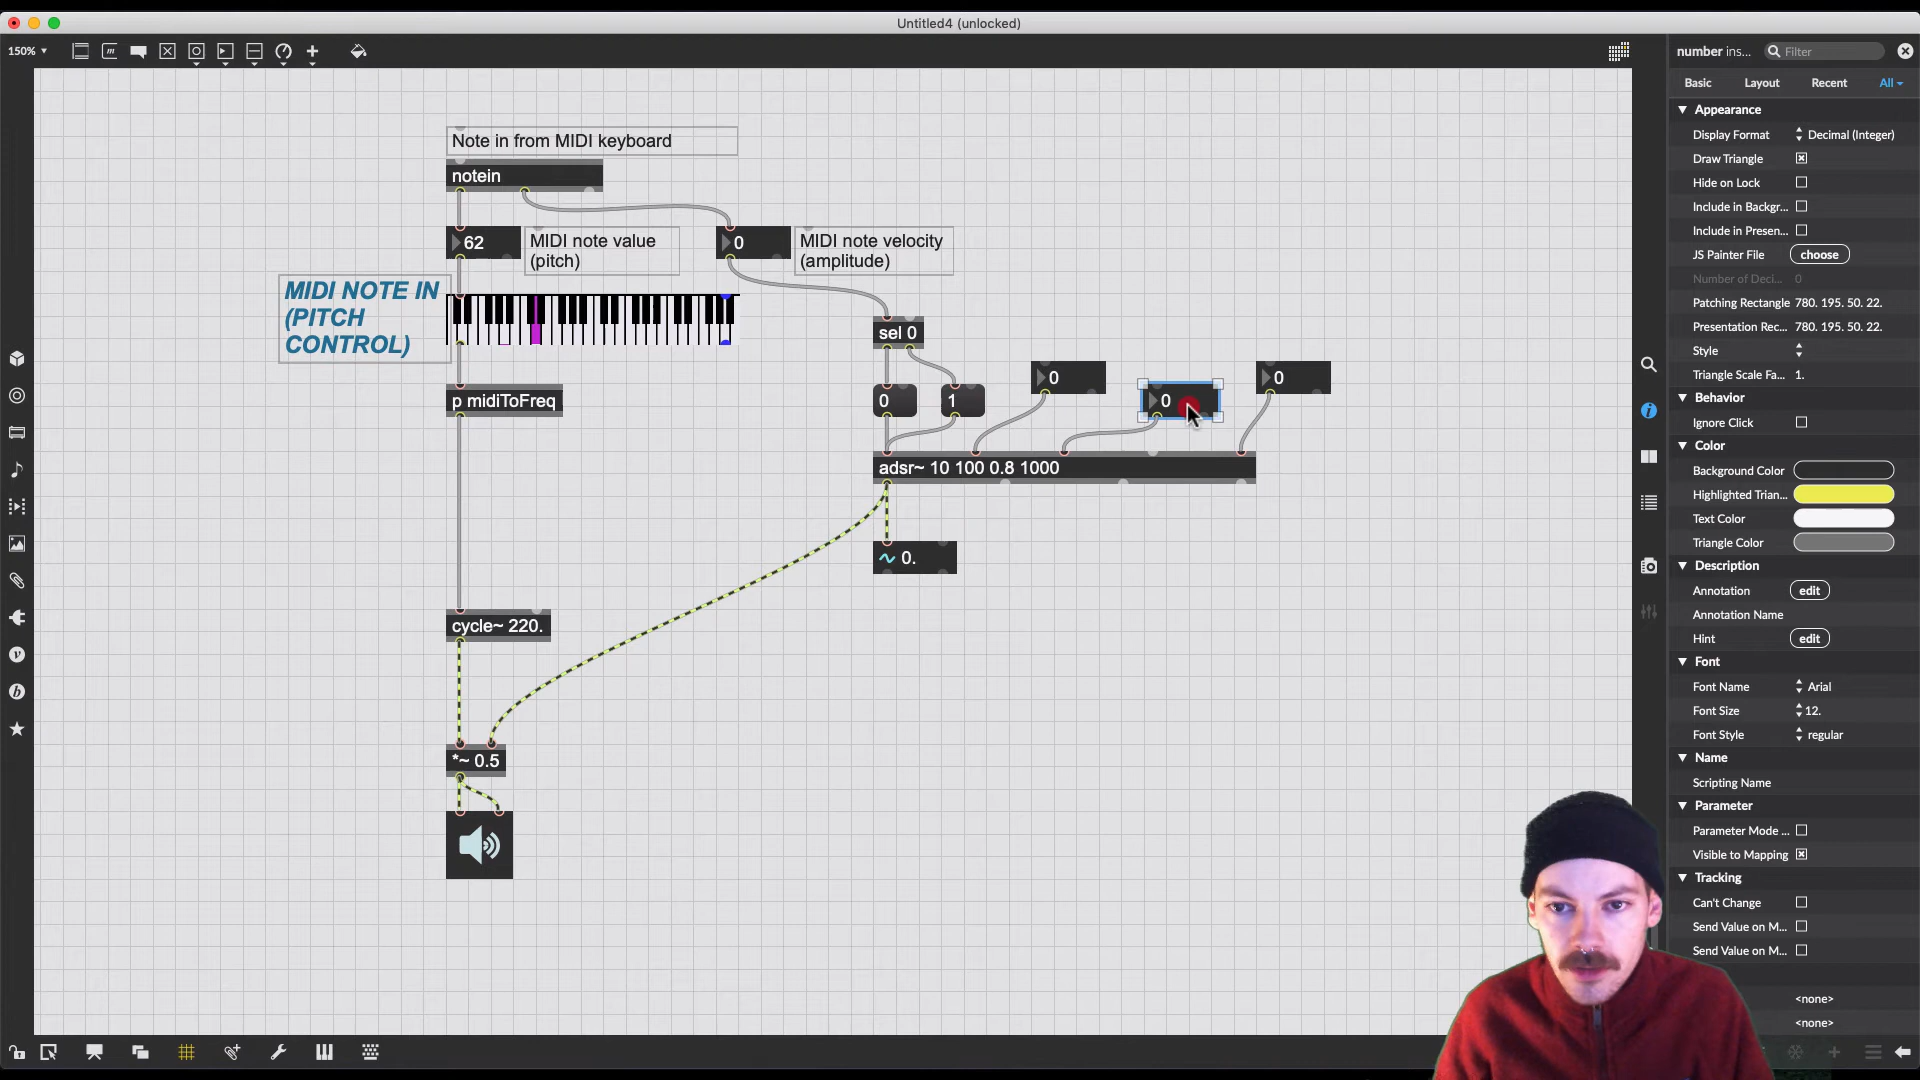 Untitled4 (unlocked)
150%
number ins...
Filter
Basic
Layout
Recent
All
Appearance
Display Format
Decimal (Integer)
Draw Triangle
Hide on Lock
Include in Backgr...
Include in Presen...
JS Painter File
choose
Number of Deci...
0
Patching Rectangle
780. 195. 50. 22.
Presentation Rec...
780. 195. 50. 22.
Style
Triangle Scale Fa...
1.
Behavior
Ignore Click
Color
Background Color
Highlighted Trian...
Text Color
Triangle Color
Description
Annotation
edit
Annotation Name
Hint
edit
Font
Font Name
Arial
Font Size
12.
Font Style
regular
Name
Scripting Name
Parameter
Parameter Mode ...
Visible to Mapping
Tracking
Can't Change
Send Value on M...
Send Value on M...
<none>
<none>
Note in from MIDI keyboard
notein
62
MIDI note value
(pitch)
0
MIDI note velocity
(amplitude)
MIDI NOTE IN
(PITCH
CONTROL)
sel 0
0
1
0
0
0
p midiToFreq
adsr~ 10 100 0.8 1000
0.
cycle~ 220.
*~ 0.5